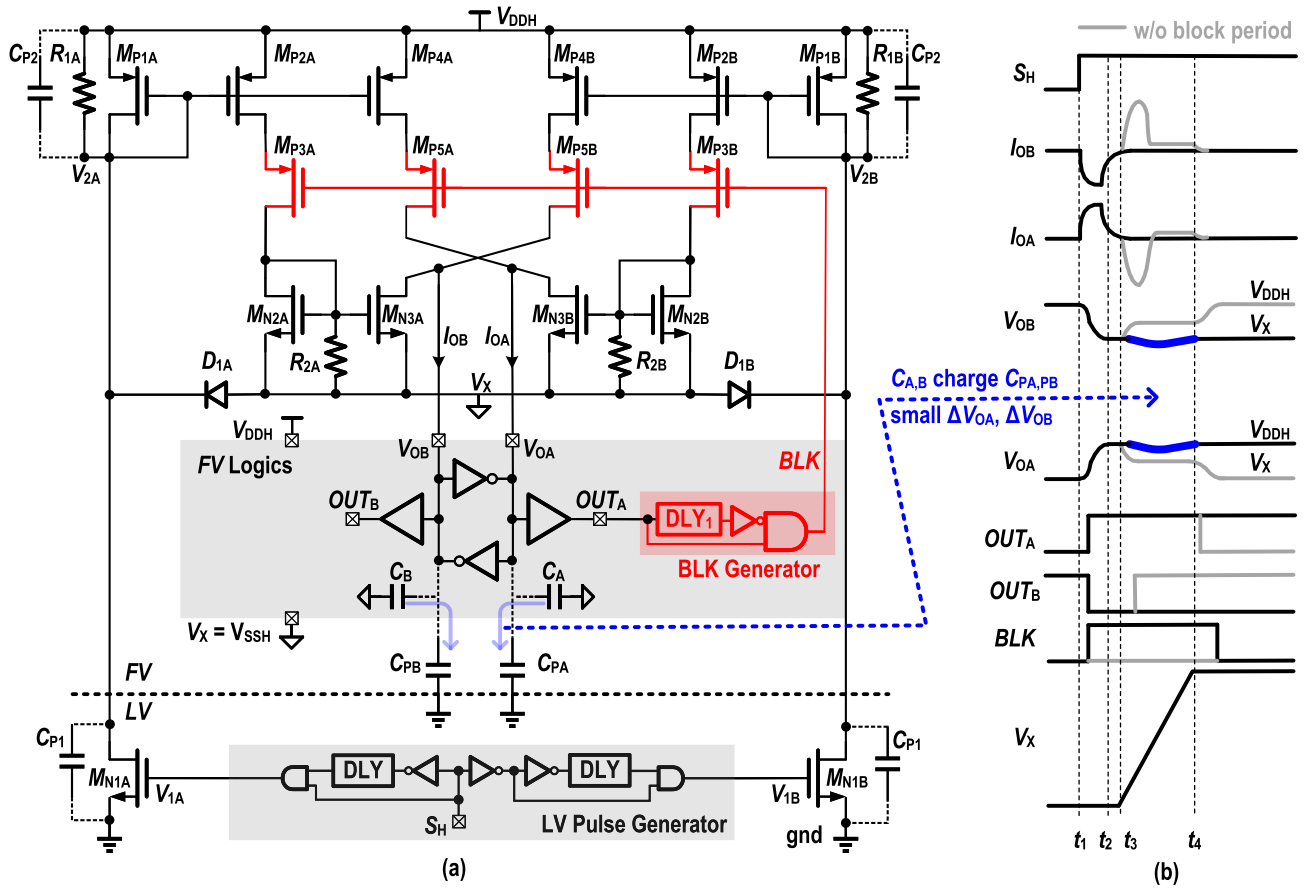 VDDH
CP2
R1A
MP1A
MP2A
MP4A
MP4B
MP2B
MP1B
R1B
CP2
V2A
MP3A
MP5A
MP5B
MP3B
V2B
MN2A
MN3A
MN3B
MN2B
R2A
IOB
IOA
R2B
D1A
D1B
VX
VDDH
VOB
VOA
BLK
FV Logics
OUTB
OUTA
DLY1
BLK Generator
CB
CA
VX = VSSH
CPB
CPA
FV
LV
CP1
MN1A
V1A
DLY
DLY
SH
LV Pulse Generator
V1B
MN1B
CP1
gnd
(a)
CA,B charge CPA,PB
small ΔVOA, ΔVOB
w/o block period
SH
IOB
IOA
VOB
VDDH
VX
VOA
VDDH
VX
OUTA
OUTB
BLK
VX
t1 t2 t3 t4
(b)